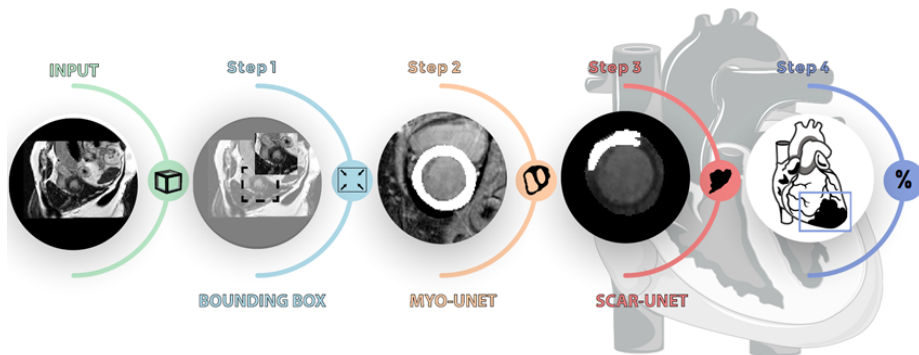 INPUT
Step 1
Step 2
Step 3
Step 4
%
BOUNDING BOX
MYO-UNET
SCAR-UNET